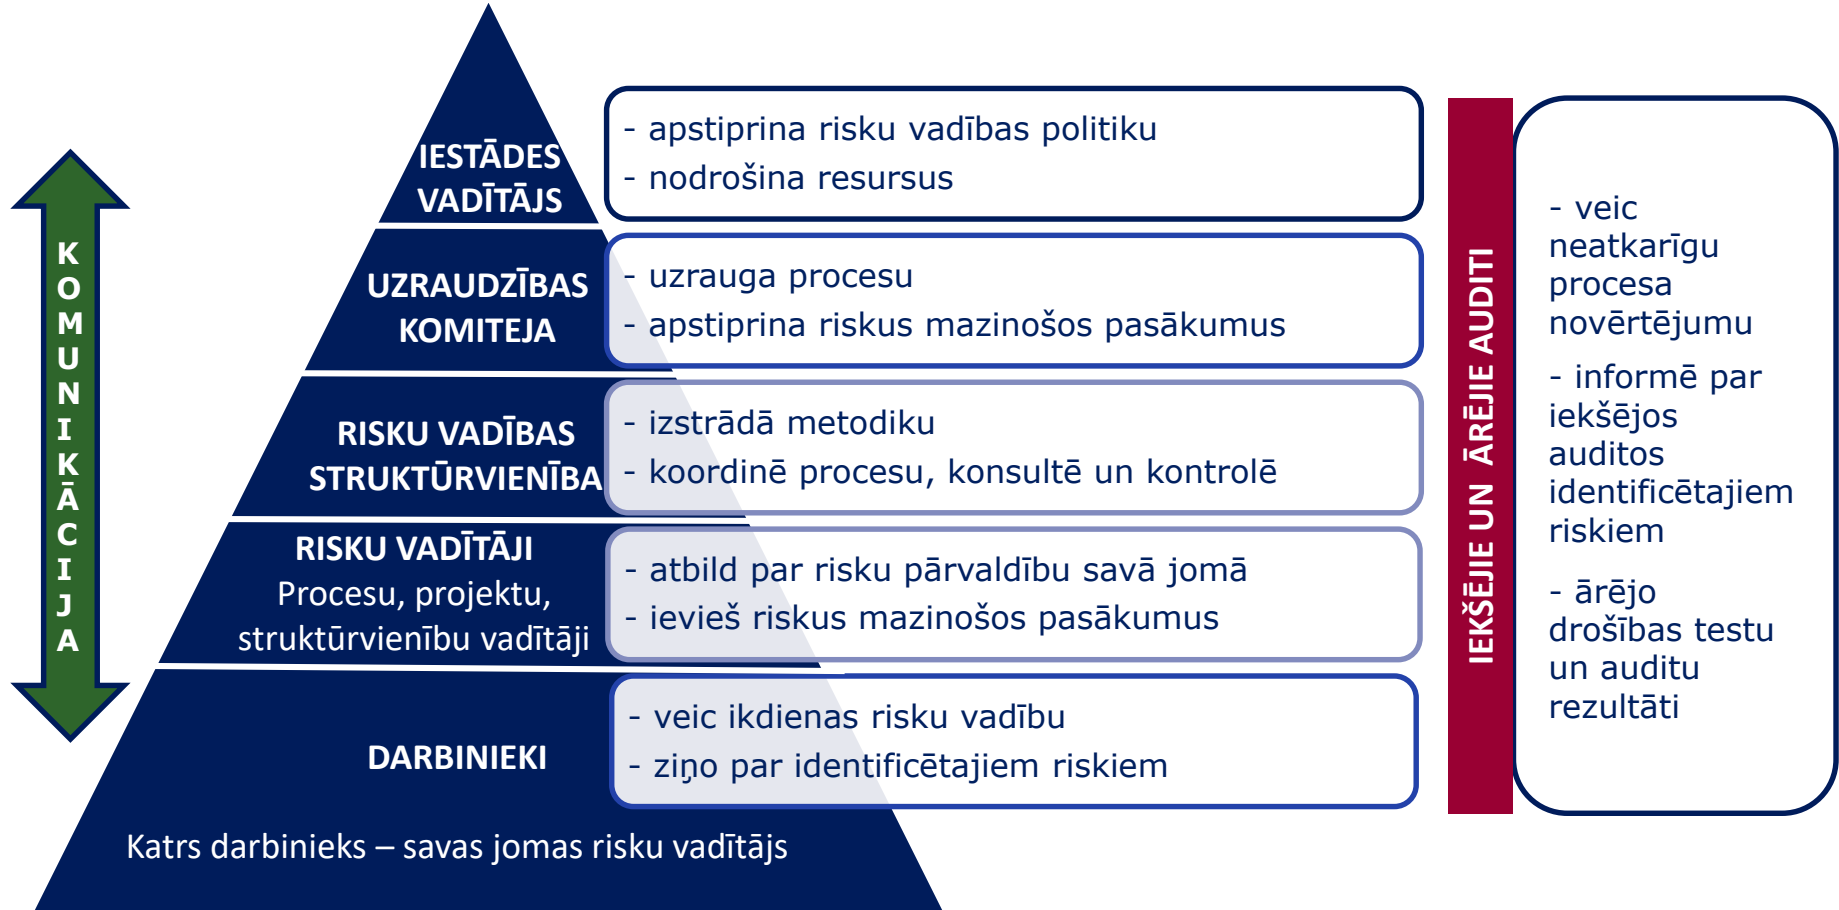 KOMUNIKĀCIJA
IESTĀDES
VADĪTĀJS
- apstiprina risku vadības politiku
- nodrošina resursus
UZRAUDZĪBAS
KOMITEJA
- uzrauga procesu
- apstiprina riskus mazinošos pasākumus
RISKU VADĪBAS
STRUKTŪRVIENĪBA
- izstrādā metodiku
- koordinē procesu, konsultē un kontrolē
RISKU VADĪTĀJI
Procesu, projektu,
struktūrvienību vadītāji
- atbild par risku pārvaldību savā jomā
- ievieš riskus mazinošos pasākumus
DARBINIEKI
- veic ikdienas risku vadību
- ziņo par identificētajiem riskiem
Katrs darbinieks – savas jomas risku vadītājs
IEKŠĒJIE UN ĀRĒJIE AUDITI
- veic
neatkarīgu
procesa
novērtējumu
- informē par
iekšējos
auditos
identificētajiem
riskiem
- ārējo
drošības testu
un auditu
rezultāti